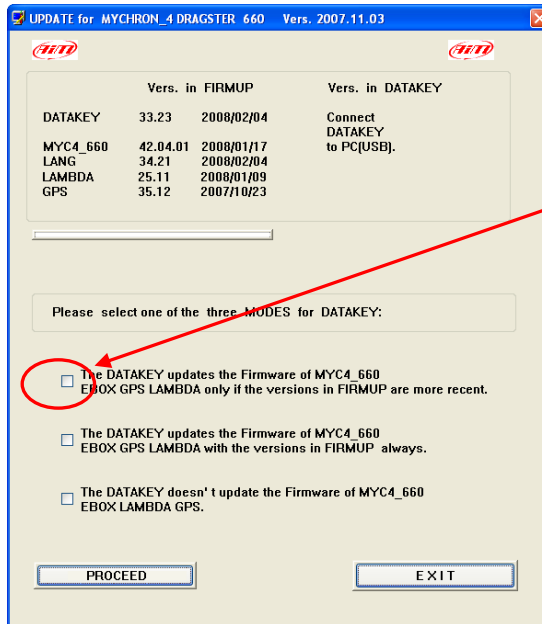 UPDATE for MYCHRON_4 DRAGSTER 660 Vers. 2007.11.03
AiM AiM
Vers. in FIRMUP Vers. in DATAKEY
DATAKEY 33.23 2008/02/04 Connect
DATAKEY
MYC4_660 42.04.01 2008/01/17 to PC(USB).
LANG 34.21 2008/02/04
LAMBDA 25.11 2008/01/09
GPS 35.12 2007/10/23
Please select one of the three MODES for DATAKEY:
The DATAKEY updates the Firmware of MYC4_660
EBOX GPS LAMBDA only if the versions in FIRMUP are more recent.
The DATAKEY updates the Firmware of MYC4_660
EBOX GPS LAMBDA with the versions in FIRMUP always.
The DATAKEY doesn' t update the Firmware of MYC4_660
EBOX LAMBDA GPS.
PROCEED E X I T